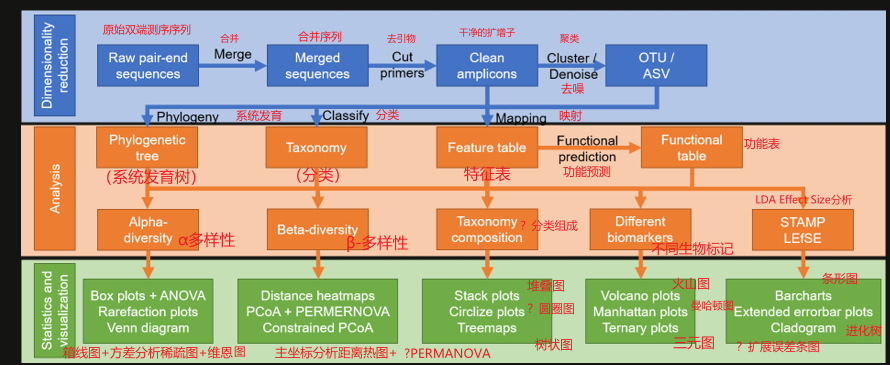 Dimensionality
reduction
原始双端测序序列
Raw pair-end
sequences
合并
Merge
合并序列
Merged
sequences
去引物
Cut
primers
干净的扩增子
Clean
amplicons
聚类
Cluster /
Denoise
去噪
OTU /
ASV
Phylogeny
系统发育
Classify
分类
Mapping
映射
Analysis
Phylogenetic
tree
（系统发育树）
Taxonomy
（分类）
Feature table
特征表
Functional
prediction
功能预测
Functional
table
功能表
Alpha-
diversity
α多样性
Beta-diversity
β-多样性
Taxonomy
composition
？分类组成
Different
biomarkers
不同生物标记
LDA Effect Size分析
STAMP
LEfSE
Statistics and
visualization
Box plots + ANOVA
Rarefaction plots
Venn diagram
箱线图+方差分析稀疏图+维恩图
Distance heatmaps
PCoA + PERMERNOVA
Constrained PCoA
主坐标分析距离热图+ ?PERMANOVA
堆叠图
Stack plots
Circlize plots
？圆圈图
Treemaps
树状图
火山图
Volcano plots
Manhattan plots
曼哈顿图
Ternary plots
三元图
条形图
Barcharts
Extended errorbar plots
Cladogram
进化树
？扩展误差条图